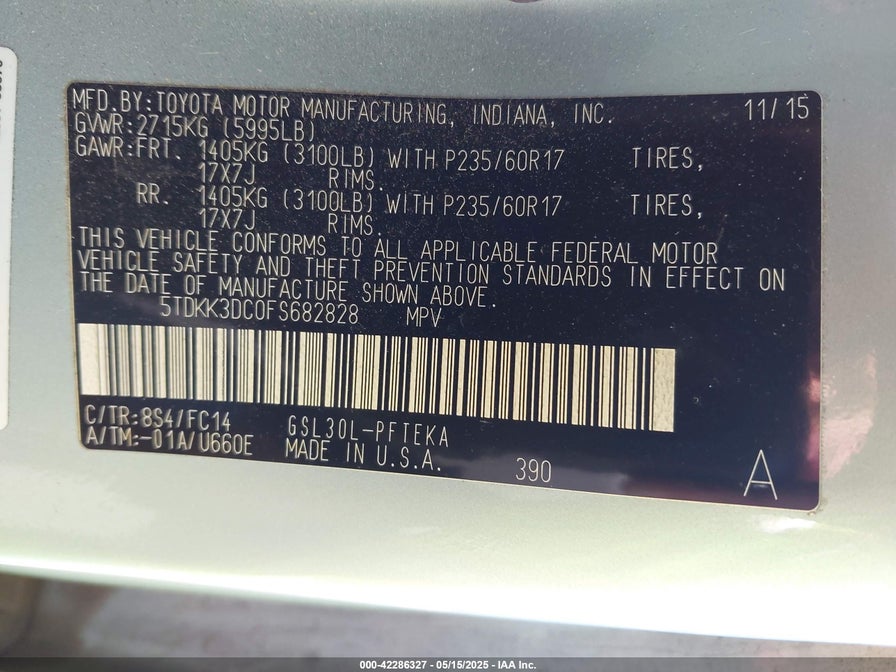 MFD.BY:TOYOTA MOTOR MANUFACTURING, INDIANA, INC. 11/15
GVWR:2715KG (5995LB)
GAWR:FRT. 1405KG (3100LB) WITH P235/60R17 TIRES,
17X7J RIMS.
RR. 1405KG (3100LB) WITH P235/60R17 TIRES,
17X7J RIMS.
THIS VEHICLE CONFORMS TO ALL APPLICABLE FEDERAL MOTOR
VEHICLE SAFETY AND THEFT PREVENTION STANDARDS IN EFFECT ON
THE DATE OF MANUFACTURE SHOWN ABOVE.
5TDKK3DC0FS682828 MPV
C/TR:8S4/FC14 GSL30L-PFTEKA
A/TM:-01A/U660E MADE IN U.S.A. 390 A
000-42286327 - 05/15/2025 - IAA Inc.